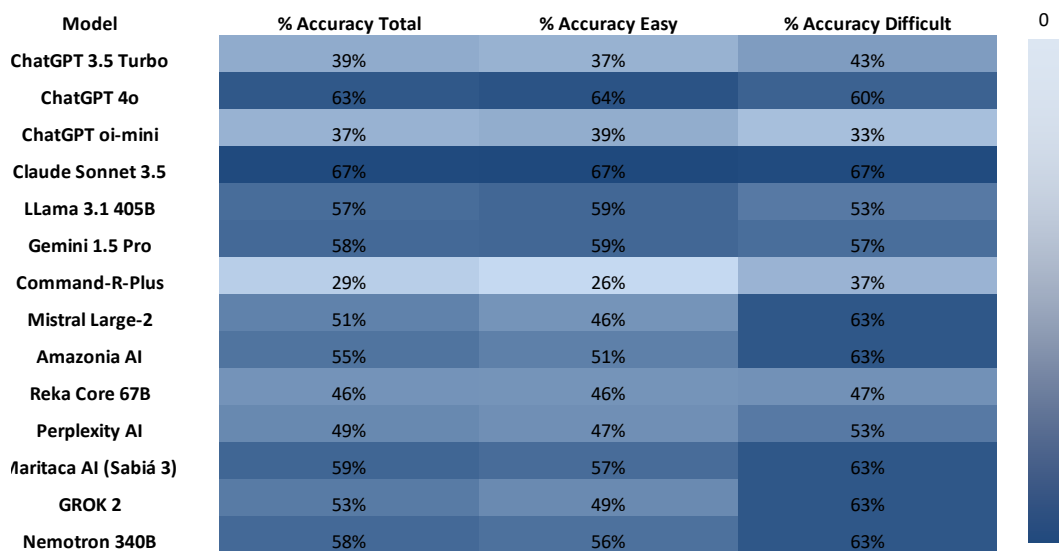 Model % Accuracy Total % Accuracy Easy % Accuracy Difficult 0
ChatGPT 3.5 Turbo 39% 37% 43%
ChatGPT 4o 63% 64% 60%
ChatGPT oi-mini 37% 39% 33%
Claude Sonnet 3.5 67% 67% 67%
LLama 3.1 405B 57% 59% 53%
Gemini 1.5 Pro 58% 59% 57%
Command-R-Plus 29% 26% 37%
Mistral Large-2 51% 46% 63%
Amazonia AI 55% 51% 63%
Reka Core 67B 46% 46% 47%
Perplexity AI 49% 47% 53%
Maritaca AI (Sabiá 3) 59% 57% 63%
GROK 2 53% 49% 63%
Nemotron 340B 58% 56% 63%